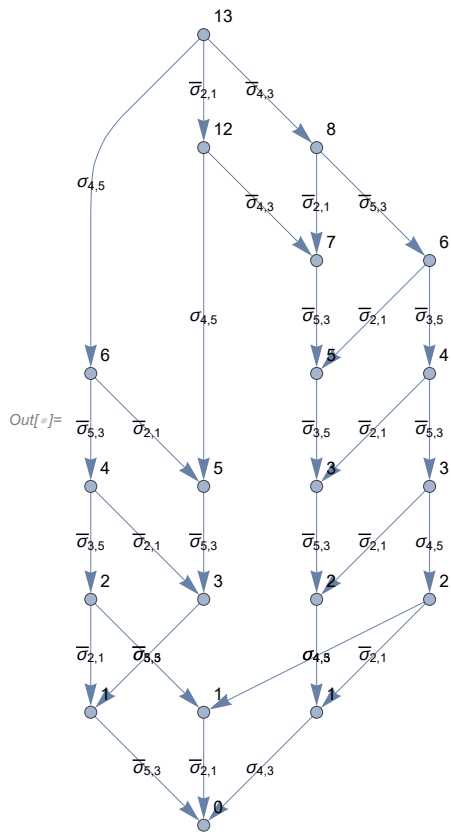 13
σ̅2,1 σ̅4,3
12 8
σ4,5 σ̅4,3 σ̅2,1 σ̅5,3
7 6
σ4,5 σ̅5,3 σ̅2,1 σ̅3,5
6 5 4
Out[•]=
σ̅5,3 σ̅2,1 σ̅3,5 σ̅2,1 σ̅5,3
4 5 3 3
σ̅3,5 σ̅2,1 σ̅5,3 σ̅5,3 σ̅2,1 σ4,5
2 3 2 2
σ̅2,1 σ̅2,1
1 1 1
σ̅5,3 σ̅2,1 σ4,3
0